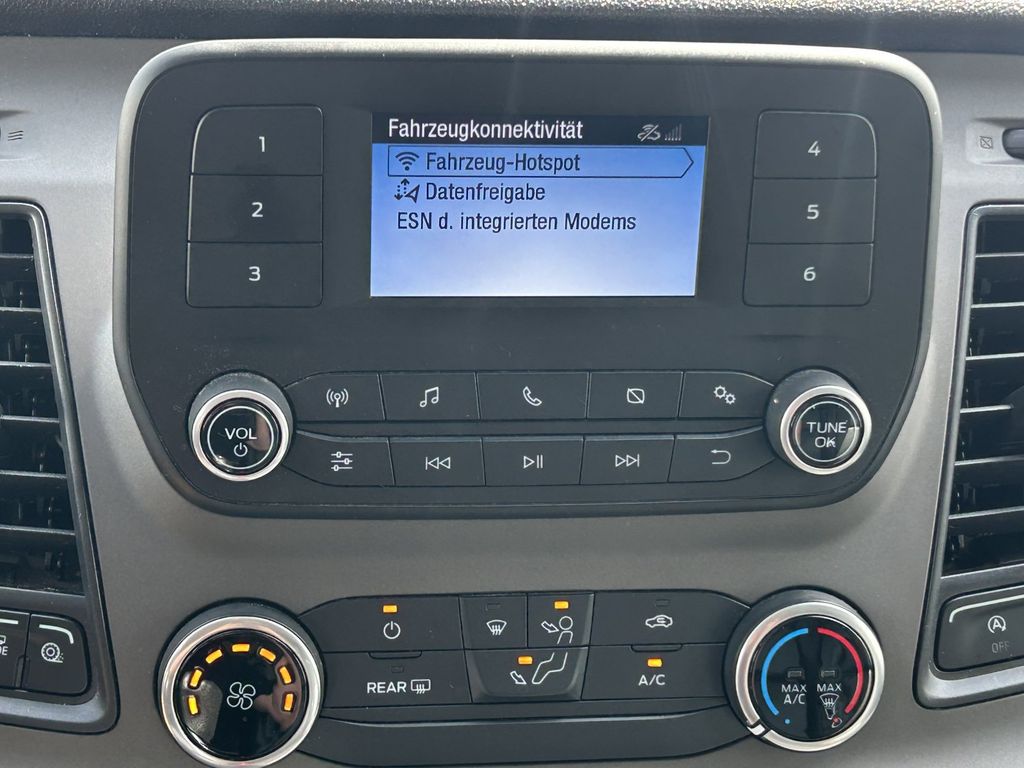 Fahrzeugkonnektivität
Fahrzeug-Hotspot
Datenfreigabe
ESN d. integrierten Modems
1
2
3
4
5
6
VOL
TUNE
OK
REAR
A/C
MAX
A/C
MAX
OFF